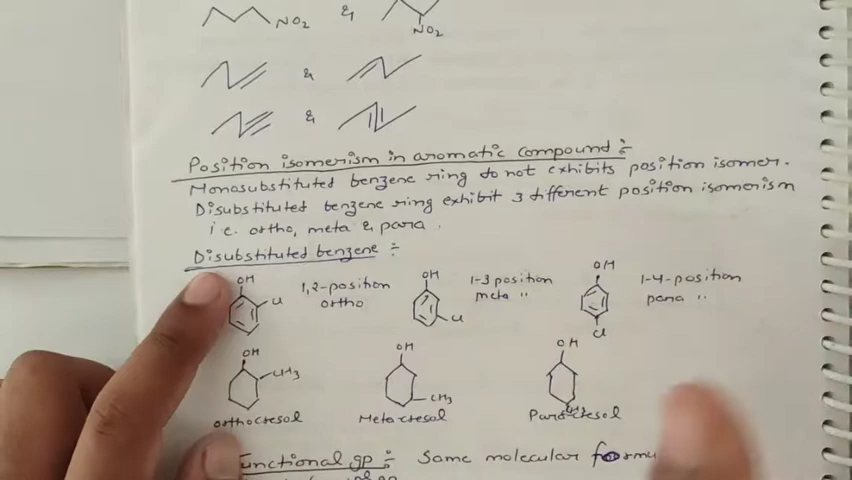 NO2 & NO2
&
&
Position isomerism in aromatic compound :-
Monosubstituted benzene ring do not exhibits position isomer.
Disubstituted benzene ring exhibit 3 different position isomerism
i.e. ortho, meta & para.
Disubstituted benzene :-
OH Cl 1,2-position OH Cl 1-3 position OH Cl 1-4-position
ortho meta " para "
OH CH3 OH CH3 OH
orthocresol Metacresol Para-cresol
Functional gp :- Same molecular